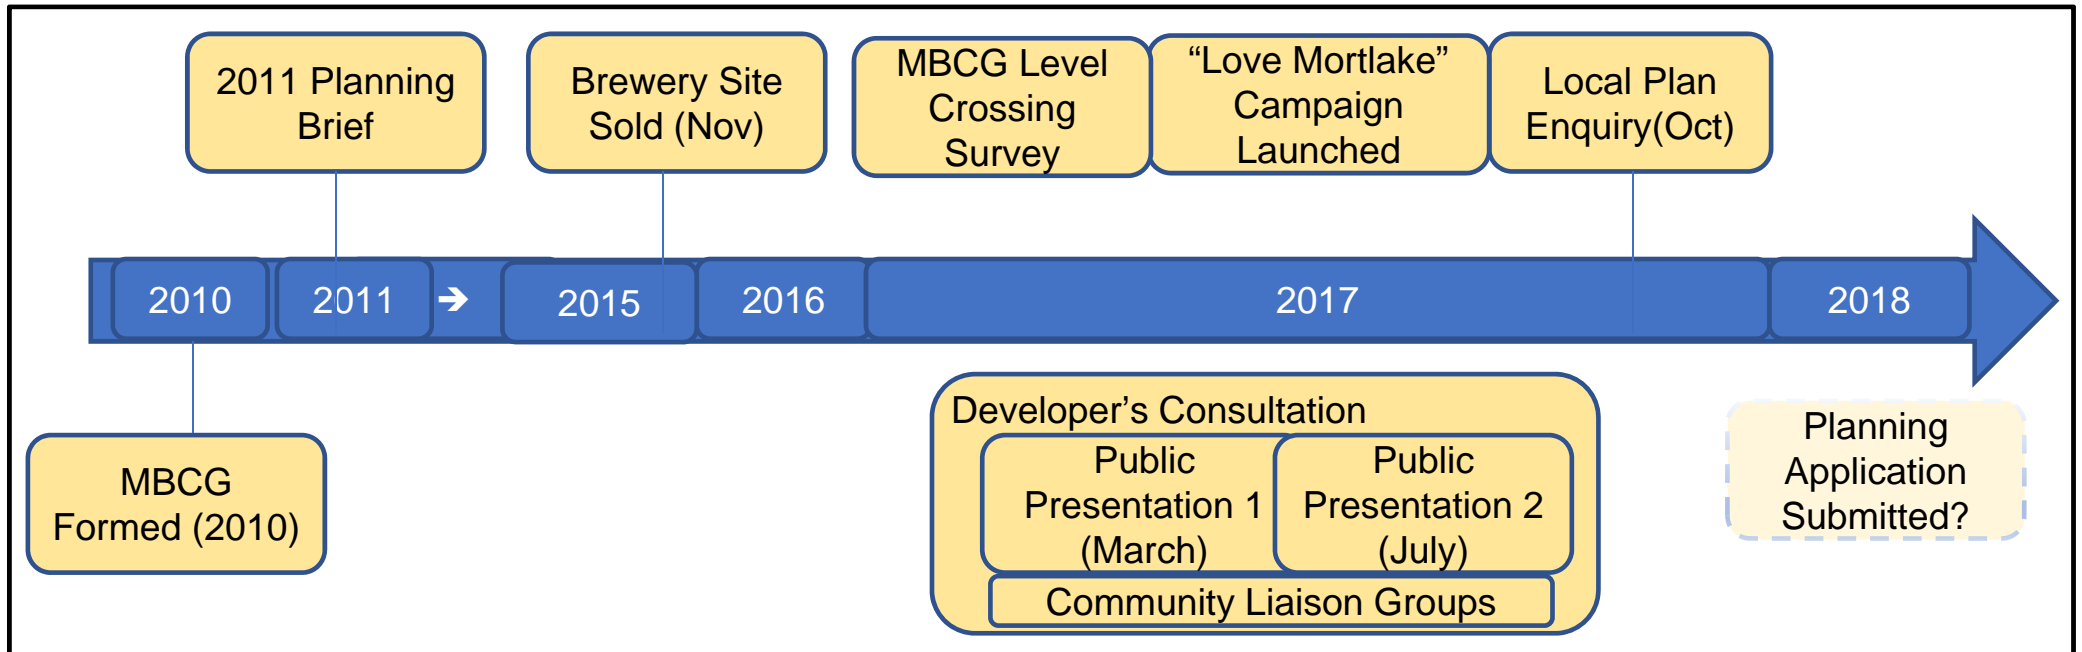 2011 Planning
Brief
Brewery Site
Sold (Nov)
MBCG Level
Crossing
Survey
“Love Mortlake”
Campaign
Launched
Local Plan
Enquiry(Oct)
2010
2011 ➔
2015
2016
2017
2018
MBCG
Formed (2010)
Developer’s Consultation
Public
Presentation 1
(March)
Public
Presentation 2
(July)
Community Liaison Groups
Planning
Application
Submitted?